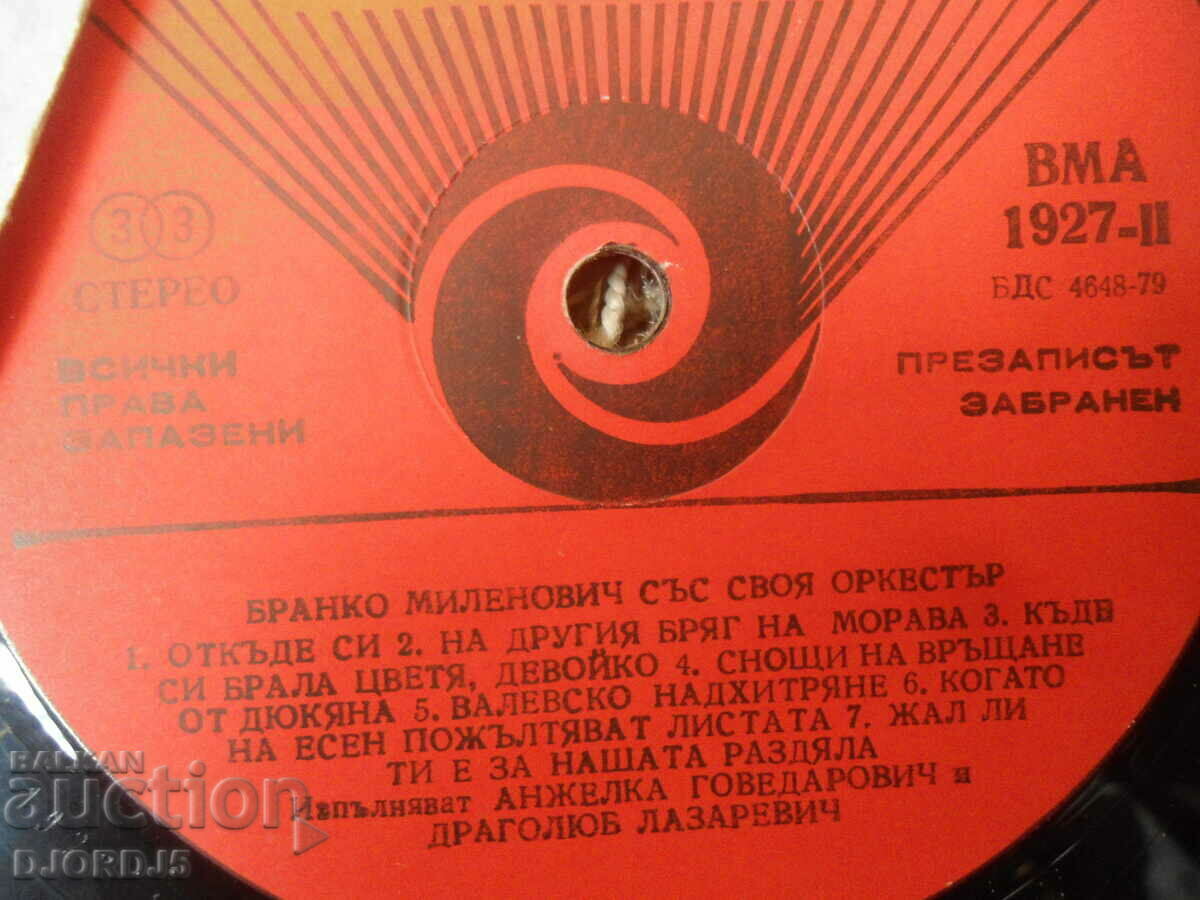 33
СТЕРЕО
ВСИЧКИ
ПРАВА
ЗАПАЗЕНИ
ВМА
1927-II
БДС 4648-79
ПРЕЗАПИСЪТ
ЗАБРАНЕН
БРАНКО МИЛЕНОВИЧ СЪС СВОЯ ОРКЕСТЪР
1. ОТКЪДЕ СИ 2. НА ДРУГИЯ БРЯГ НА МОРАВА 3. КЪДЕ
СИ БРАЛА ЦВЕТЯ, ДЕВОЙКО 4. СНОЩИ НА ВРЪЩАНЕ
ОТ ДЮКЯНА 5. ВАЛЕВСКО НАДХИТРЯНЕ 6. КОГАТО
НА ЕСЕН ПОЖЪЛТЯВАТ ЛИСТАТА 7. ЖАЛ ЛИ
ТИ Е ЗА НАШАТА РАЗДЯЛА
Изпълняват АНЖЕЛКА ГОВЕДАРОВИЧ и
ДРАГОЛЮБ ЛАЗАРЕВИЧ
BALKAN
auction
DJORDJ5